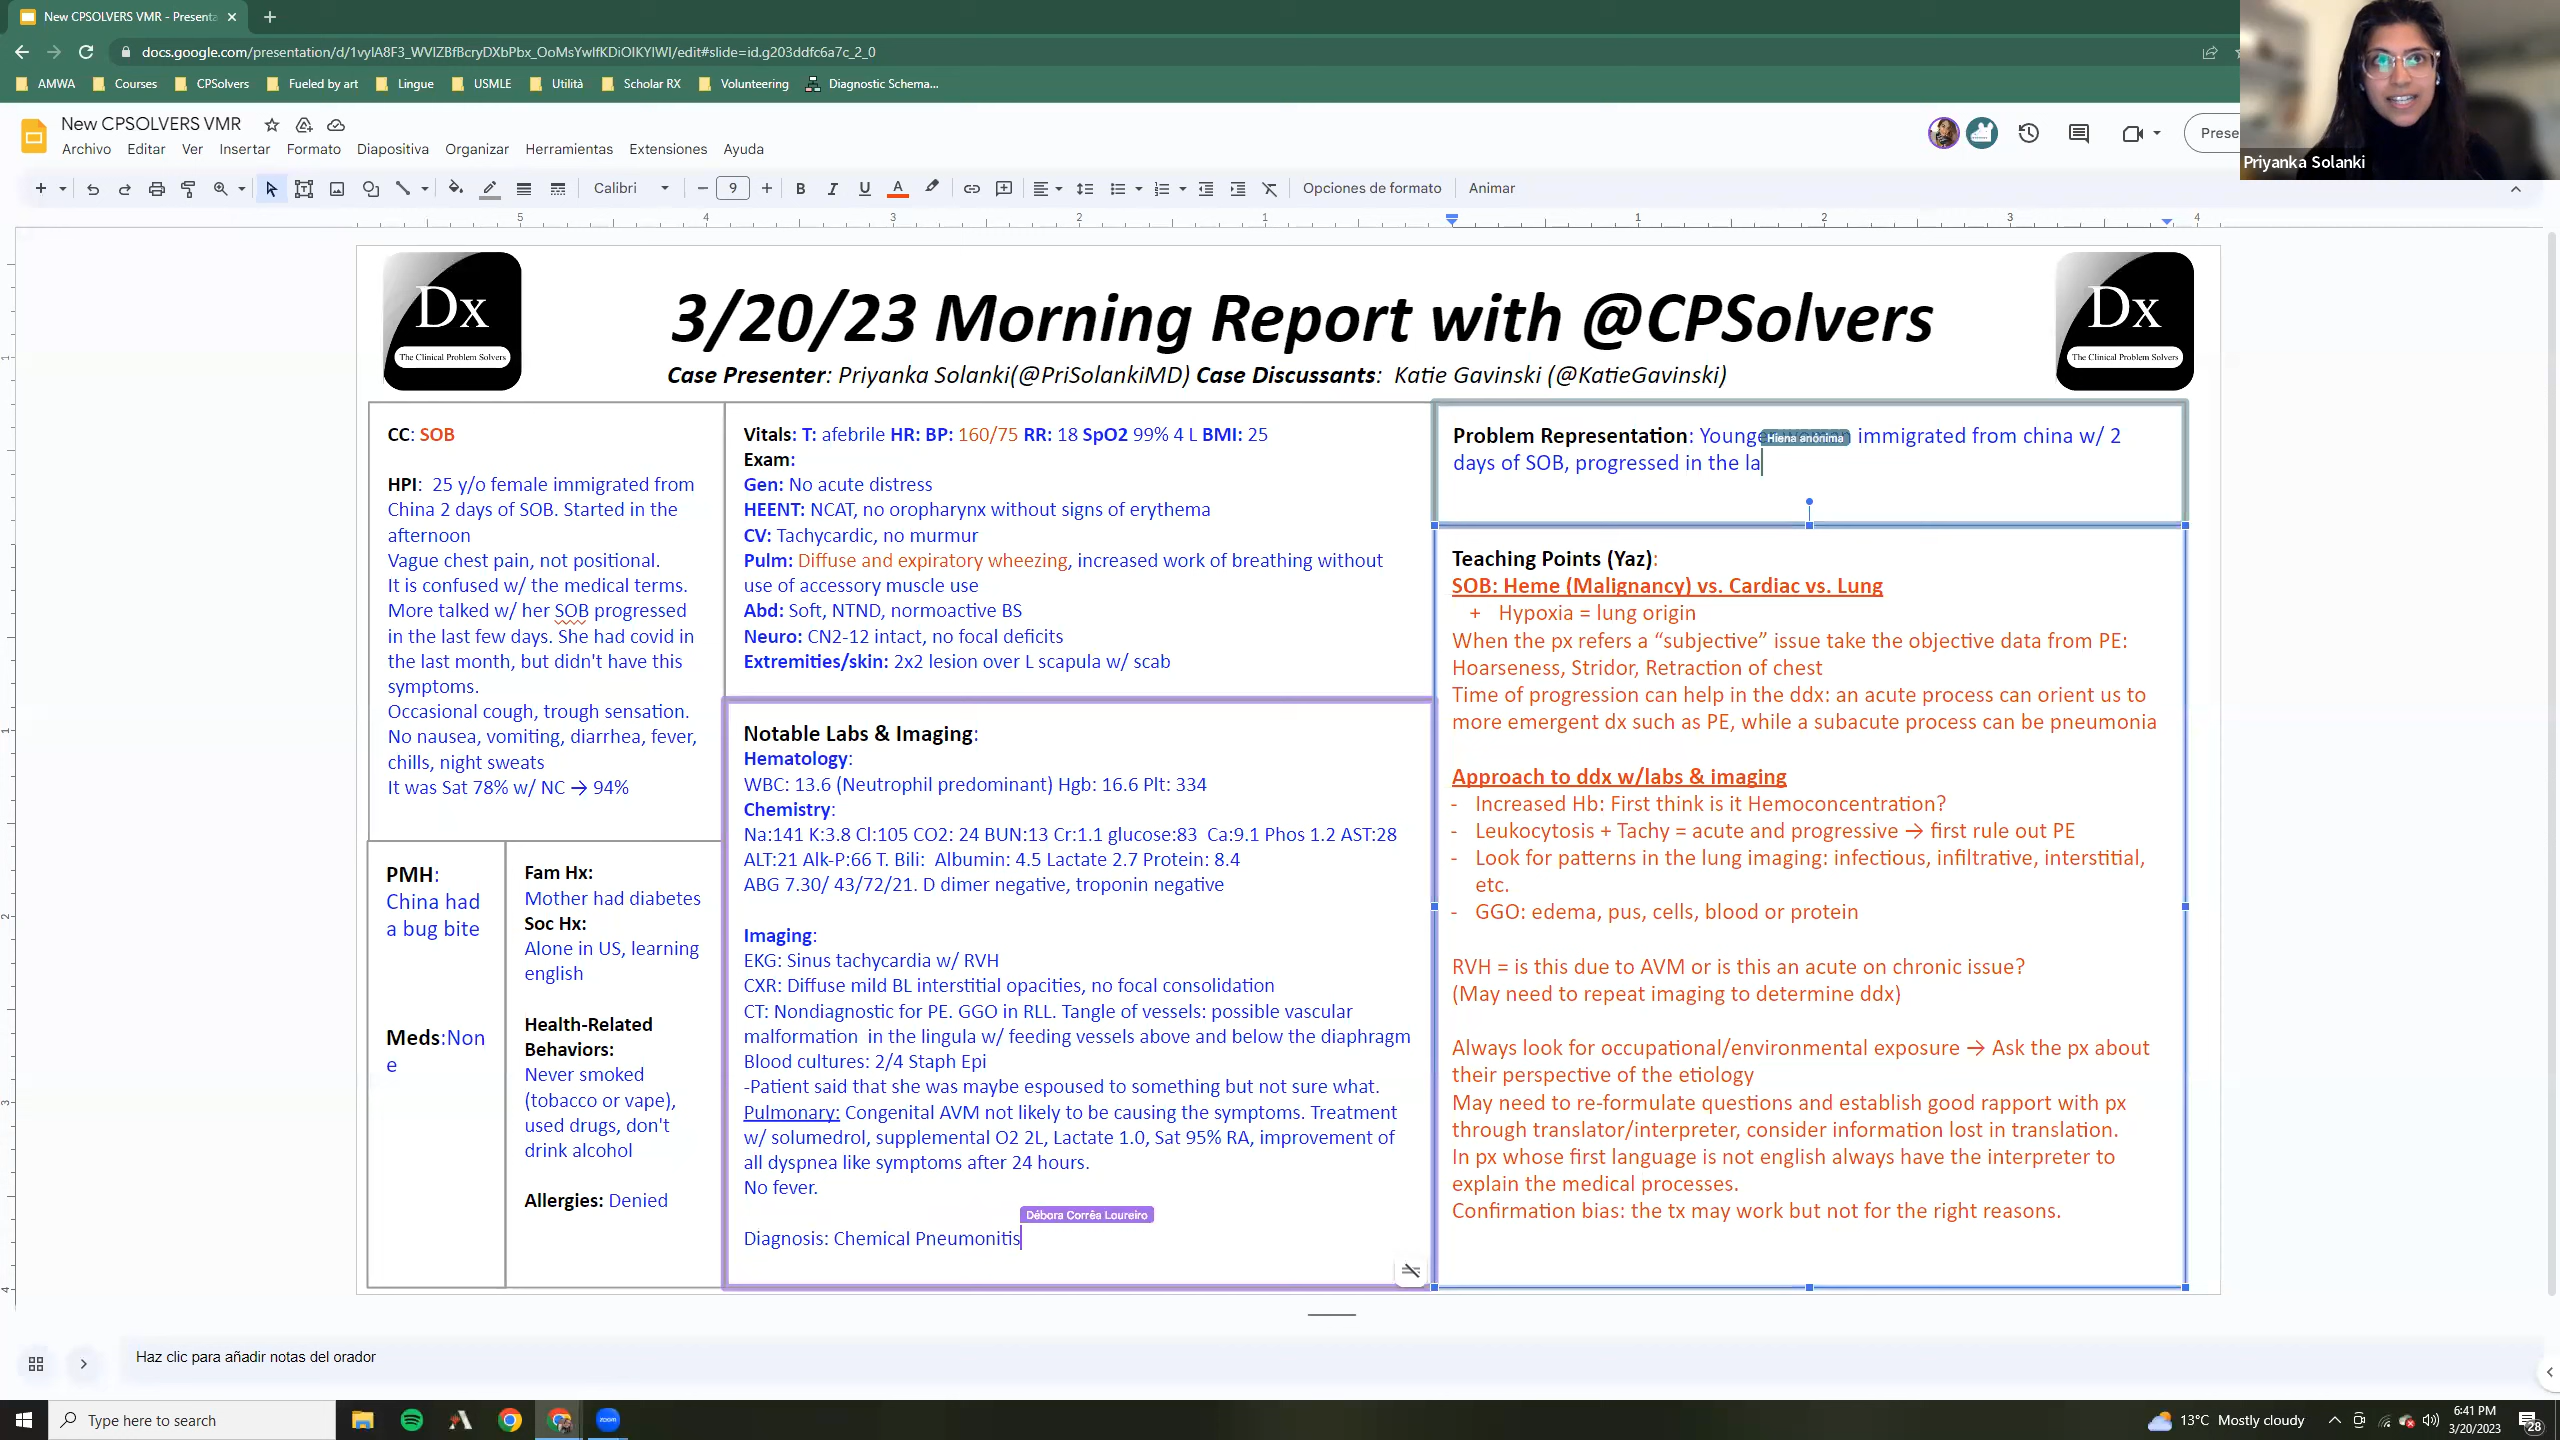 New CPSOLVERS VMR - Presenta
docs.google.com/presentation/d/1vylA8F3_WVIZBfBcryDXbPbx_OoMsYwlfKDiOIKYIWI/edit#slide=id.g203ddfc6a7c_2_0
AMWA Courses CPSolvers Fueled by art Lingue USMLE Utilità Scholar RX Volunteering Diagnostic Schema...
New CPSOLVERS VMR
Archivo Editar Ver Insertar Formato Diapositiva Organizar Herramientas Extensiones Ayuda
Prese
Priyanka Solanki
Calibri 9 Opciones de formato Animar
5 4 3 2 1 1 2 3 4
Dx
The Clinical Problem Solvers
3/20/23 Morning Report with @CPSolvers
Case Presenter: Priyanka Solanki(@PriSolankiMD) Case Discussants: Katie Gavinski (@KatieGavinski)
Dx
The Clinical Problem Solvers
CC: SOB
HPI: 25 y/o female immigrated from
China 2 days of SOB. Started in the
afternoon
Vague chest pain, not positional.
It is confused w/ the medical terms.
More talked w/ her SOB progressed
in the last few days. She had covid in
the last month, but didn't have this
symptoms.
Occasional cough, trough sensation.
No nausea, vomiting, diarrhea, fever,
chills, night sweats
It was Sat 78% w/ NC → 94%
PMH:
China had
a bug bite
Meds:Non
e
Fam Hx:
Mother had diabetes
Soc Hx:
Alone in US, learning
english
Health-Related
Behaviors:
Never smoked
(tobacco or vape),
used drugs, don't
drink alcohol
Allergies: Denied
Vitals: T: afebrile HR: BP: 160/75 RR: 18 SpO2 99% 4 L BMI: 25
Exam:
Gen: No acute distress
HEENT: NCAT, no oropharynx without signs of erythema
CV: Tachycardic, no murmur
Pulm: Diffuse and expiratory wheezing, increased work of breathing without
use of accessory muscle use
Abd: Soft, NTND, normoactive BS
Neuro: CN2-12 intact, no focal deficits
Extremities/skin: 2x2 lesion over L scapula w/ scab
Notable Labs & Imaging:
Hematology:
WBC: 13.6 (Neutrophil predominant) Hgb: 16.6 Plt: 334
Chemistry:
Na:141 K:3.8 Cl:105 CO2: 24 BUN:13 Cr:1.1 glucose:83 Ca:9.1 Phos 1.2 AST:28
ALT:21 Alk-P:66 T. Bili: Albumin: 4.5 Lactate 2.7 Protein: 8.4
ABG 7.30/ 43/72/21. D dimer negative, troponin negative
Imaging:
EKG: Sinus tachycardia w/ RVH
CXR: Diffuse mild BL interstitial opacities, no focal consolidation
CT: Nondiagnostic for PE. GGO in RLL. Tangle of vessels: possible vascular
malformation in the lingula w/ feeding vessels above and below the diaphragm
Blood cultures: 2/4 Staph Epi
-Patient said that she was maybe espoused to something but not sure what.
Pulmonary: Congenital AVM not likely to be causing the symptoms. Treatment
w/ solumedrol, supplemental O2 2L, Lactate 1.0, Sat 95% RA, improvement of
all dyspnea like symptoms after 24 hours.
No fever.
Débora Corrêa Loureiro
Diagnosis: Chemical Pneumonitis
Hiena anónima
Problem Representation: Younge immigrated from china w/ 2
days of SOB, progressed in the la
Teaching Points (Yaz):
SOB: Heme (Malignancy) vs. Cardiac vs. Lung
+ Hypoxia = lung origin
When the px refers a “subjective” issue take the objective data from PE:
Hoarseness, Stridor, Retraction of chest
Time of progression can help in the ddx: an acute process can orient us to
more emergent dx such as PE, while a subacute process can be pneumonia
Approach to ddx w/labs & imaging
- Increased Hb: First think is it Hemoconcentration?
- Leukocytosis + Tachy = acute and progressive → first rule out PE
- Look for patterns in the lung imaging: infectious, infiltrative, interstitial,
etc.
- GGO: edema, pus, cells, blood or protein
RVH = is this due to AVM or is this an acute on chronic issue?
(May need to repeat imaging to determine ddx)
Always look for occupational/environmental exposure → Ask the px about
their perspective of the etiology
May need to re-formulate questions and establish good rapport with px
through translator/interpreter, consider information lost in translation.
In px whose first language is not english always have the interpreter to
explain the medical processes.
Confirmation bias: the tx may work but not for the right reasons.
Haz clic para añadir notas del orador
Type here to search
zoom
13°C Mostly cloudy
6:41 PM
3/20/2023
28